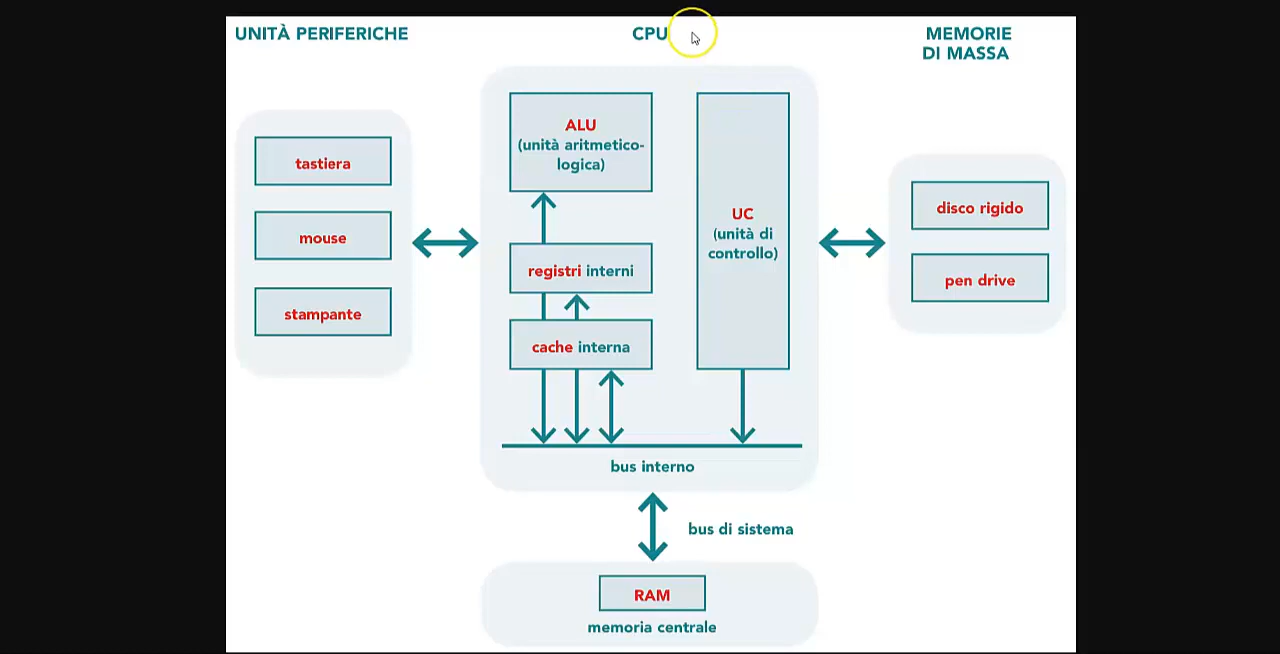 UNITÀ PERIFERICHE
tastiera
mouse
stampante
CPU
ALU
(unità aritmetico-
logica)
registri interni
cache interna
UC
(unità di
controllo)
bus interno
bus di sistema
RAM
memoria centrale
MEMORIE
DI MASSA
disco rigido
pen drive